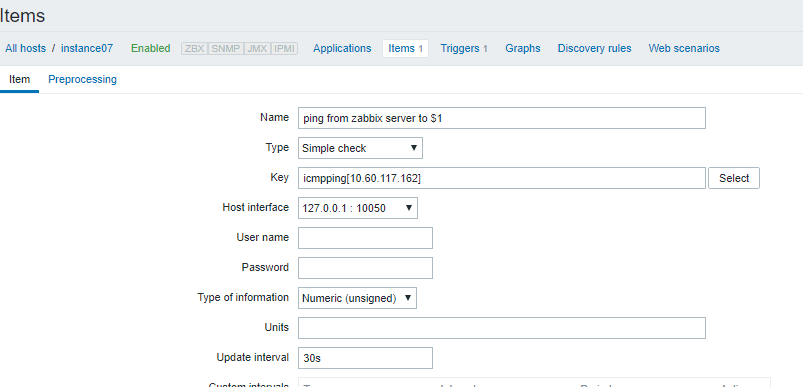 Items
All hosts / instance07 Enabled ZBX SNMP JMX IPMI Applications Items 1 Triggers 1 Graphs Discovery rules Web scenarios
Item Preprocessing
Name ping from zabbix server to $1
Type Simple check
Key icmpping[10.60.117.162] Select
Host interface 127.0.0.1 : 10050
User name
Password
Type of information Numeric (unsigned)
Units
Update interval 30s
Custom intervals